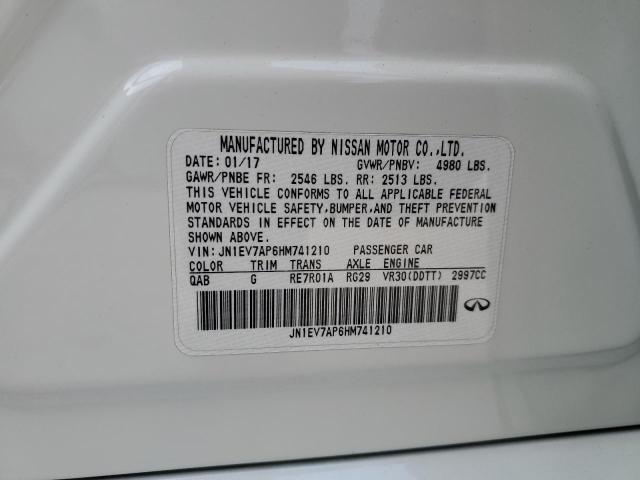 MANUFACTURED BY NISSAN MOTOR CO.,LTD.
DATE: 01/17 GVWR/PNBV: 4980 LBS.
GAWR/PNBE FR: 2546 LBS. RR: 2513 LBS.
THIS VEHICLE CONFORMS TO ALL APPLICABLE FEDERAL
MOTOR VEHICLE SAFETY,BUMPER,AND THEFT PREVENTION
STANDARDS IN EFFECT ON THE DATE OF MANUFACTURE
SHOWN ABOVE.
VIN: JN1EV7AP6HM741210 PASSENGER CAR
COLOR TRIM TRANS AXLE ENGINE
QAB G RE7R01A RG29 VR30(DDTT) 2997CC
JN1EV7AP6HM741210